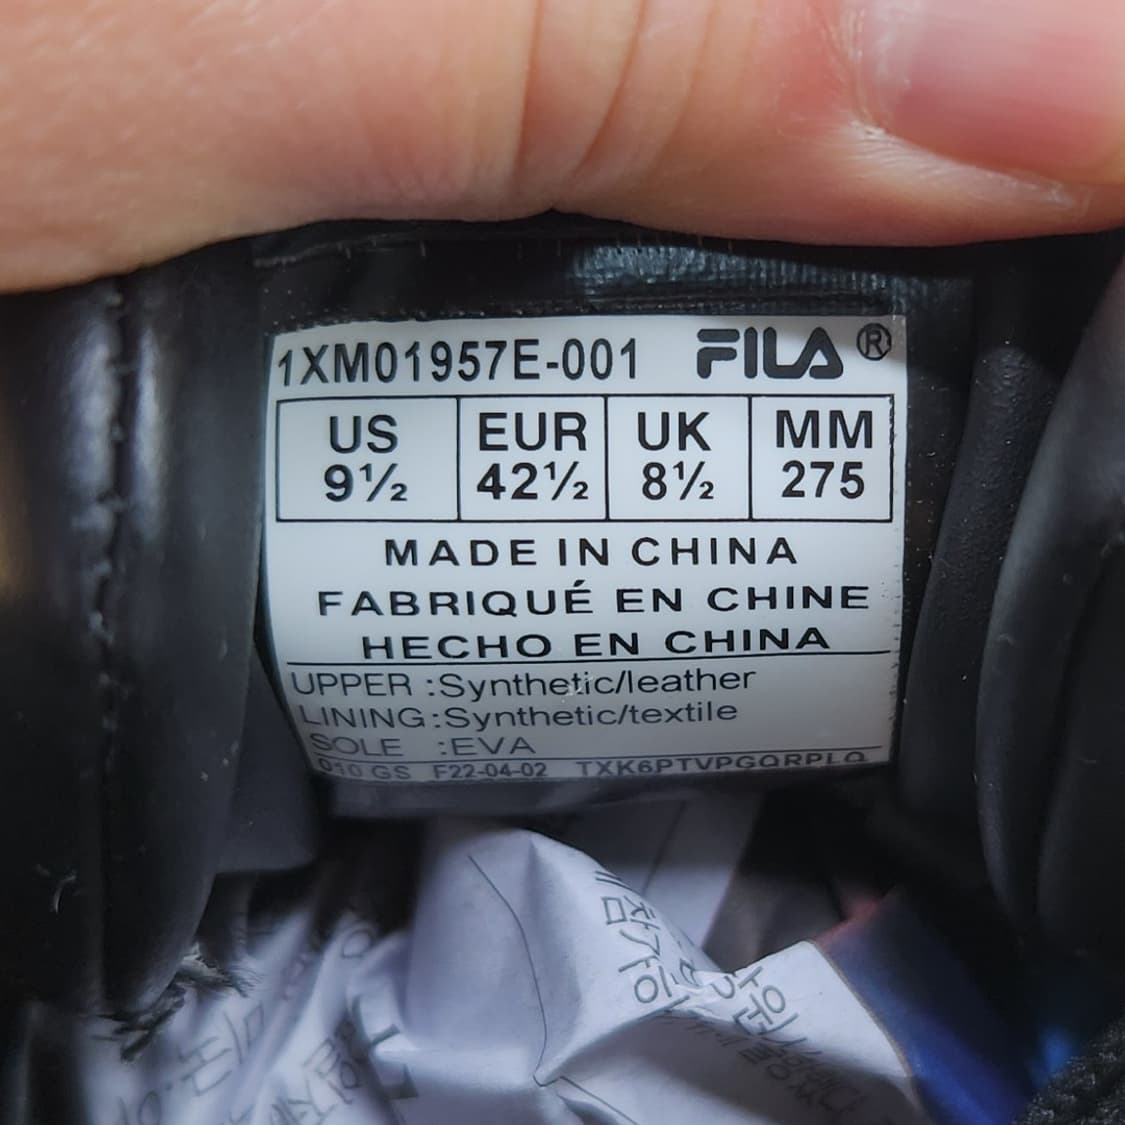 1XM01957E-001 FILA®
US EUR UK MM
9½ 42½ 8½ 275
MADE IN CHINA
FABRIQUÉ EN CHINE
HECHO EN CHINA
UPPER :Synthetic/leather
LINING:Synthetic/textile
SOLE :EVA
010 GS F22-04-02 TXK6PTVPGQRPLQ